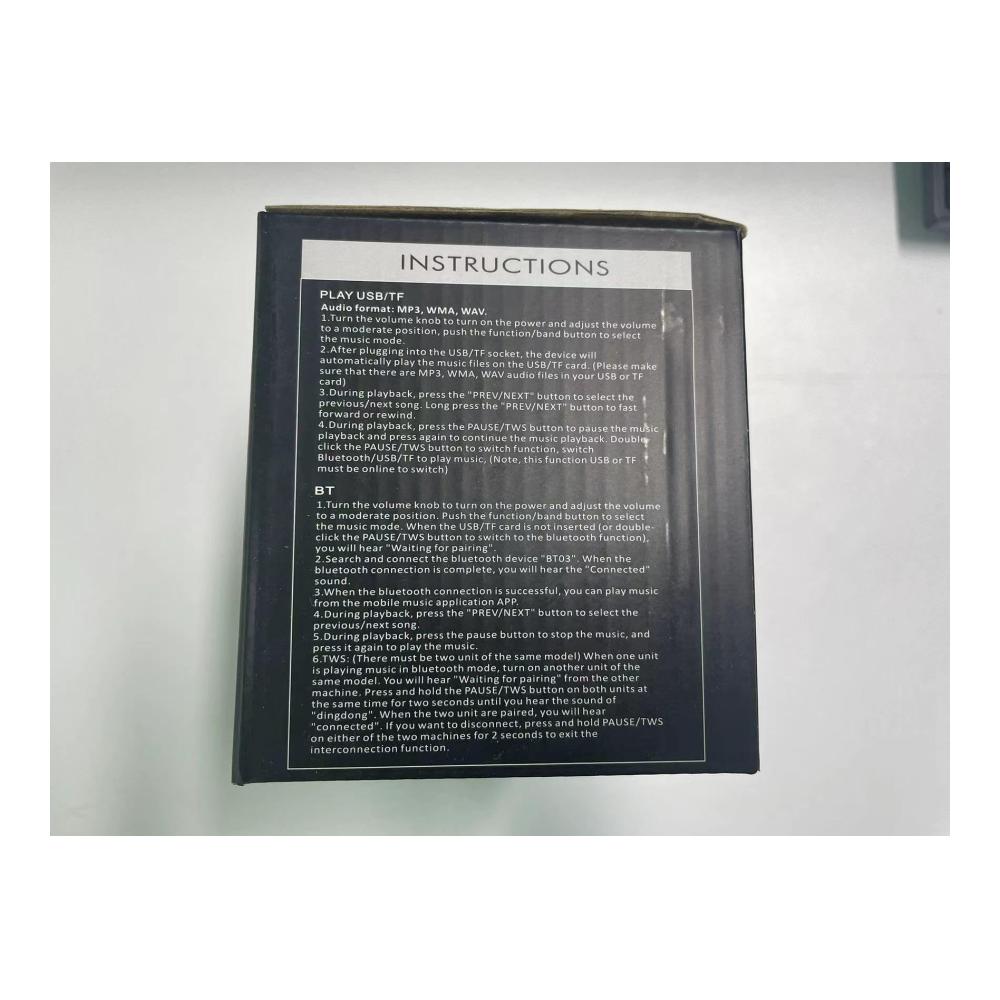 INSTRUCTIONS
PLAY USB/TF
Audio format: MP3, WMA, WAV.
1.Turn the volume knob to turn on the power and adjust the volume
to a moderate position, push the function/band button to select
the music mode.
2.After plugging into the USB/TF socket, the device will
automatically play the music files on the USB/TF card. (Please make
sure that there are MP3, WMA, WAV audio files in your USB or TF
card)
3.During playback, press the "PREV/NEXT" button to select the
previous/next song. Long press the "PREV/NEXT" button to fast
forward or rewind.
4.During playback, press the PAUSE/TWS button to pause the music
playback and press again to continue the music playback. Double
click the PAUSE/TWS button to switch function, switch
Bluetooth/USB/TF to play music, (Note, this function USB or TF
must be online to switch)
BT
1.Turn the volume knob to turn on the power and adjust the volume
to a moderate position. Push the function/band button to select
the music mode. When the USB/TF card is not inserted (or double-
click the PAUSE/TWS button to switch to the bluetooth function),
you will hear "Waiting for pairing".
2.Search and connect the bluetooth device "BT03". When the
bluetooth connection is complete, you will hear the "Connected"
sound.
3.When the bluetooth connection is successful, you can play music
from the mobile music application APP.
4.During playback, press the "PREV/NEXT" button to select the
previous/next song.
5.During playback, press the pause button to stop the music, and
press it again to play the music.
6.TWS: (There must be two unit of the same model) When one unit
is playing music in bluetooth mode, turn on another unit of the
same model. You will hear "Waiting for pairing" from the other
machine. Press and hold the PAUSE/TWS button on both units at
the same time for two seconds until you hear the sound of
"dingdong". When the two unit are paired, you will hear
"connected". If you want to disconnect, press and hold PAUSE/TWS
on either of the two machines for 2 seconds to exit the
interconnection function.